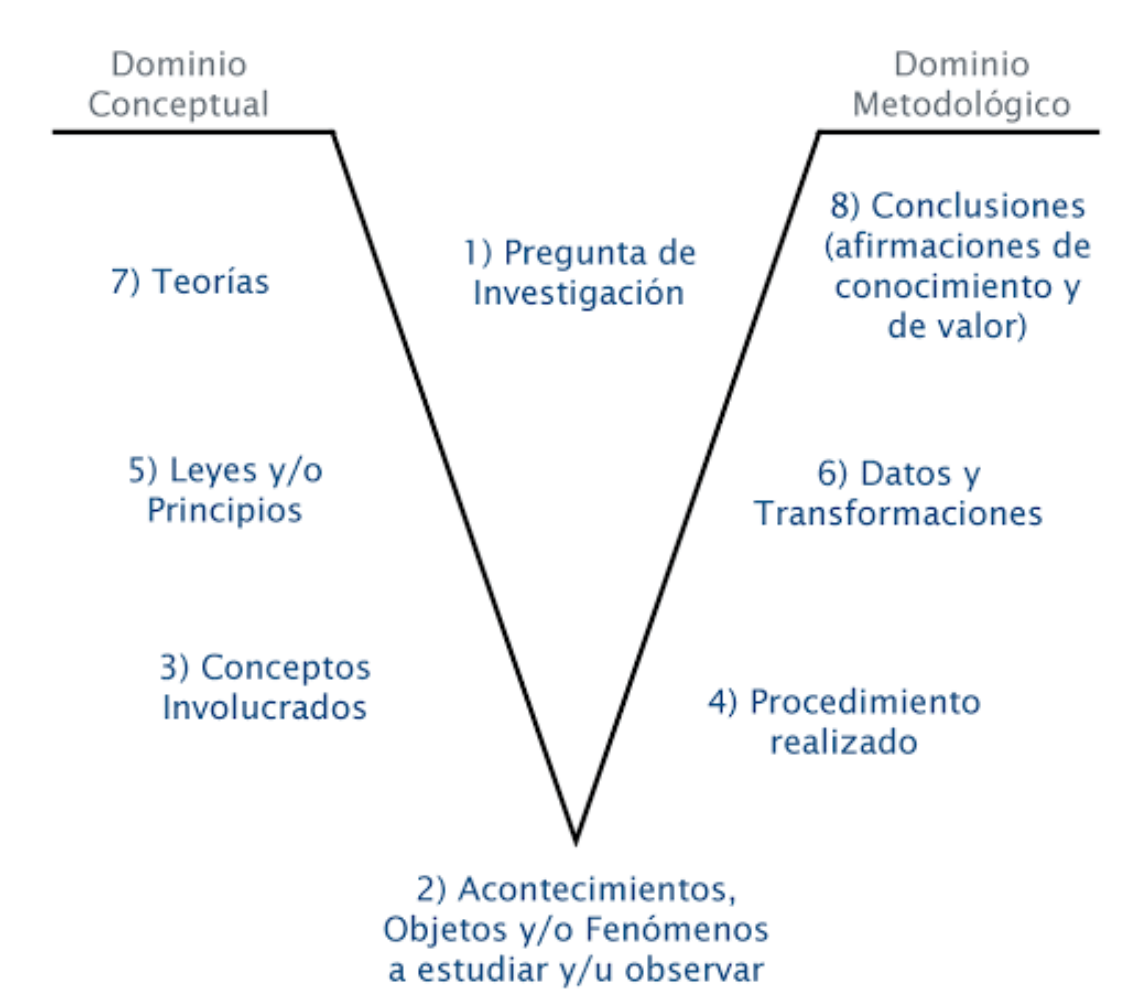 Dominio
Conceptual
Dominio
Metodológico
7) Teorías
1) Pregunta de
Investigación
8) Conclusiones
(afirmaciones de
conocimiento y
de valor)
5) Leyes y/o
Principios
6) Datos y
Transformaciones
3) Conceptos
Involucrados
4) Procedimiento
realizado
2) Acontecimientos,
Objetos y/o Fenómenos
a estudiar y/u observar